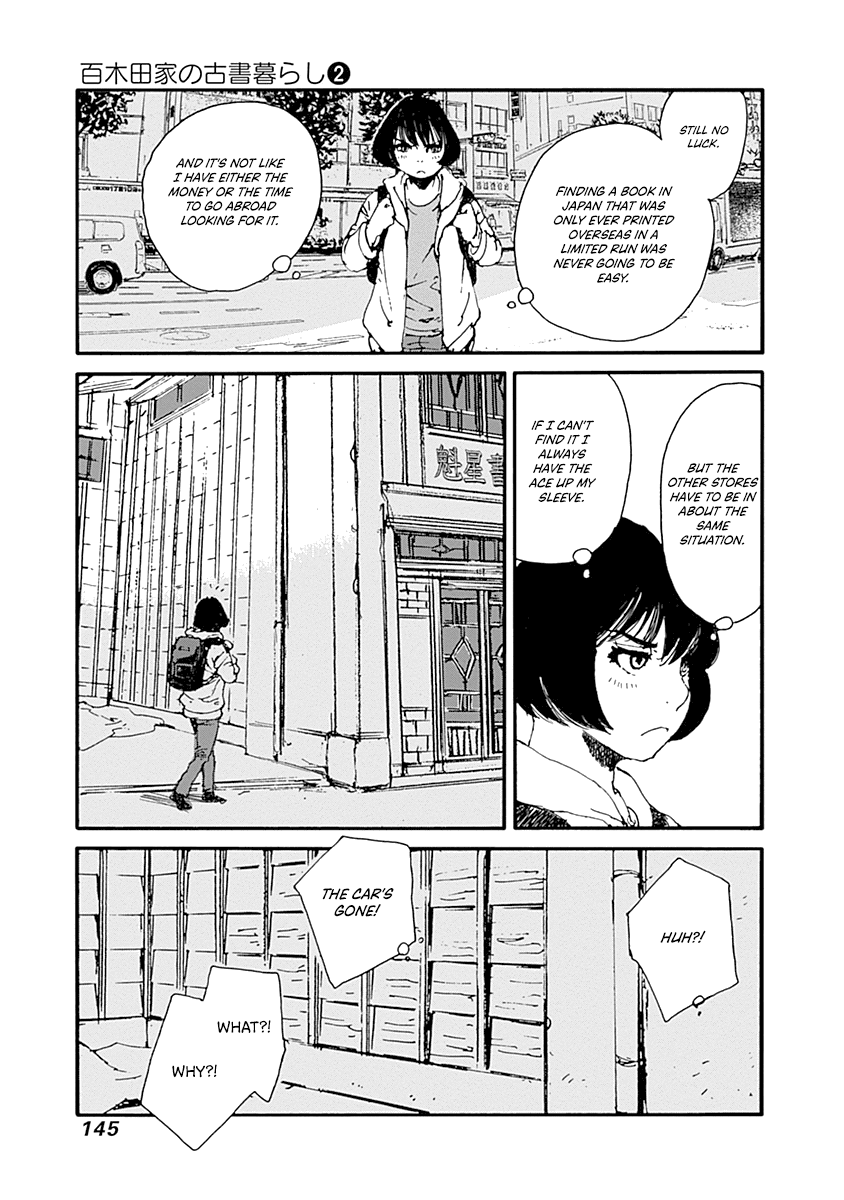 百木田家の古書暮らし❷
STILL NO
LUCK.
FINDING A BOOK IN
JAPAN THAT WAS
ONLY EVER PRINTED
OVERSEAS IN A
LIMITED RUN WAS
NEVER GOING TO BE
EASY.
AND IT'S NOT LIKE
I HAVE EITHER THE
MONEY OR THE TIME
TO GO ABROAD
LOOKING FOR IT.
BUT THE
OTHER STORES
HAVE TO BE IN
ABOUT THE
SAME
SITUATION.
IF I CAN'T
FIND IT I
ALWAYS
HAVE THE
ACE UP MY
SLEEVE.
魁星書
HUH?!
THE CAR'S
GONE!
WHAT?!
WHY?!
145